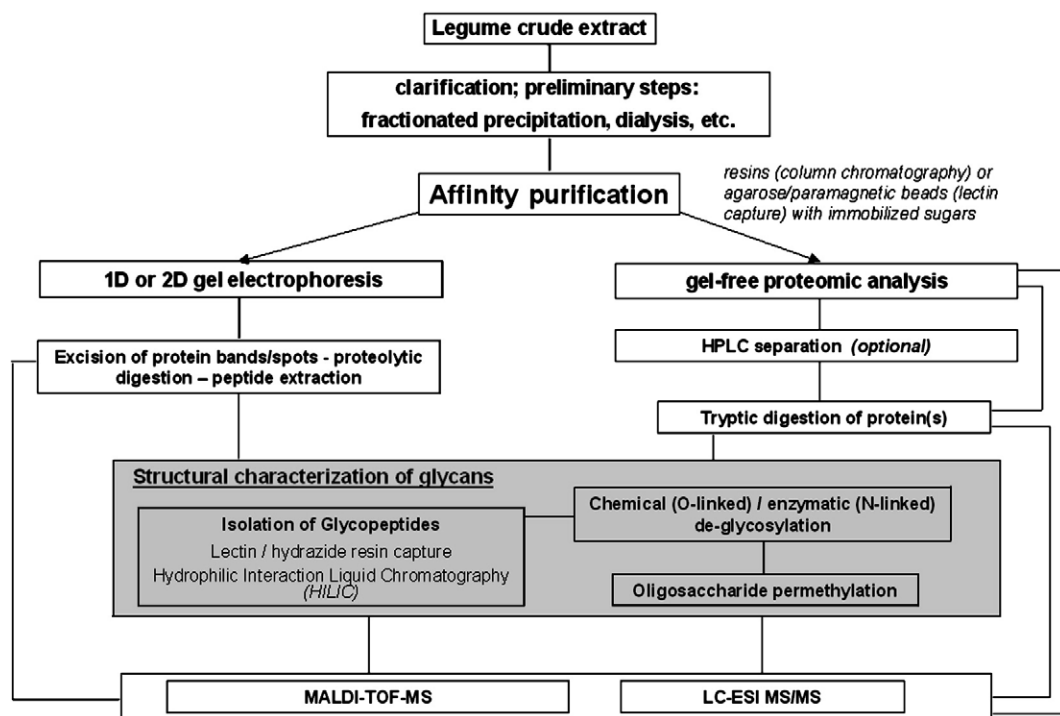 Legume crude extract
clarification; preliminary steps:
fractionated precipitation, dialysis, etc.
Affinity purification
resins (column chromatography) or
agarose/paramagnetic beads (lectin
capture) with immobilized sugars
1D or 2D gel electrophoresis
gel-free proteomic analysis
Excision of protein bands/spots - proteolytic
digestion – peptide extraction
HPLC separation (optional)
Tryptic digestion of protein(s)
Structural characterization of glycans
Isolation of Glycopeptides
Lectin / hydrazide resin capture
Hydrophilic Interaction Liquid Chromatography
(HILIC)
Chemical (O-linked) / enzymatic (N-linked)
de-glycosylation
Oligosaccharide permethylation
MALDI-TOF-MS
LC-ESI MS/MS